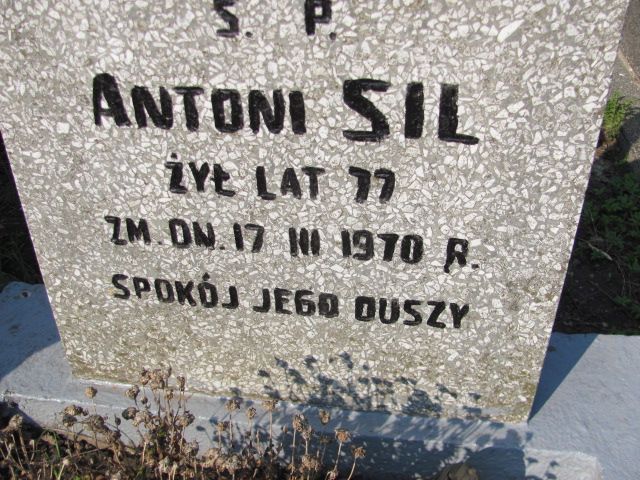 Ś. P.
ANTONI SIL
ŻYŁ LAT 77
ZM. DN. 17 III 1970 R.
SPOKÓJ JEGO DUSZY